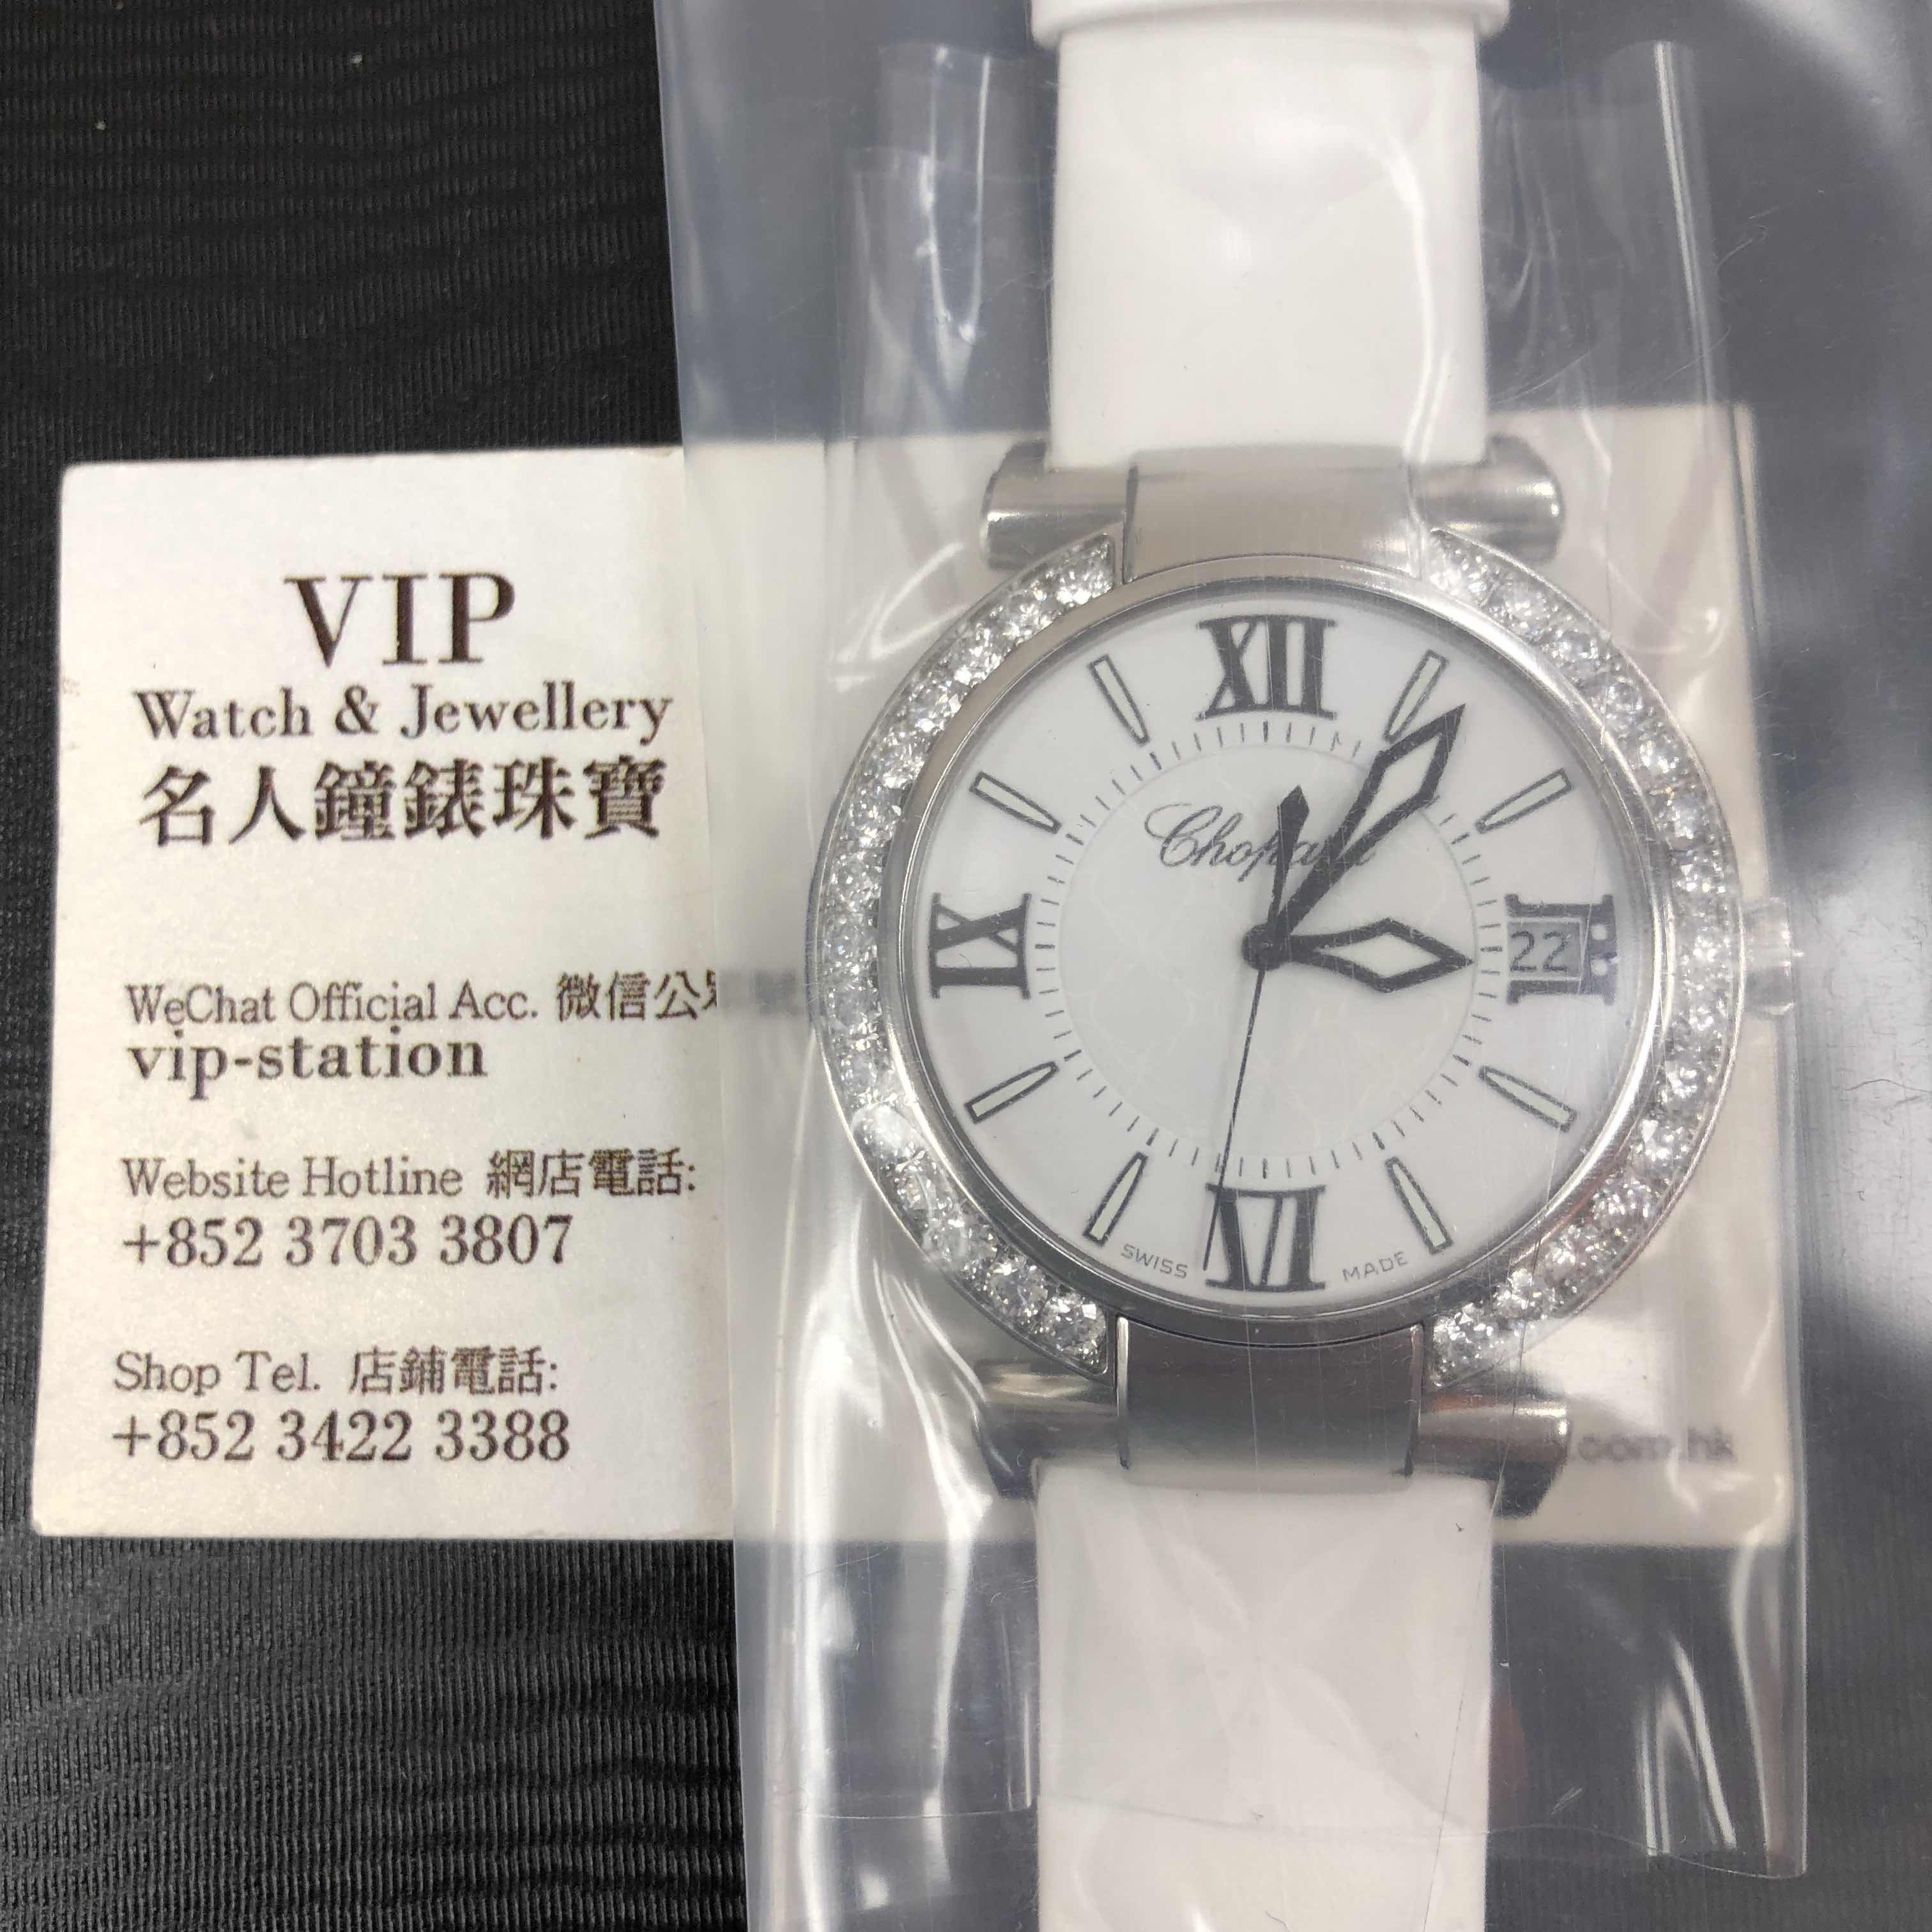 VIP
Watch & Jewellery
名人鐘錶珠寶
WeChat Official Acc. 微信公
vip-station
Website Hotline 網店電話:
+852 3703 3807
Shop Tel. 店鋪電話:
+852 3422 3388
.com.hk
XII
Chopard
IX
22
VI
SWISS MADE